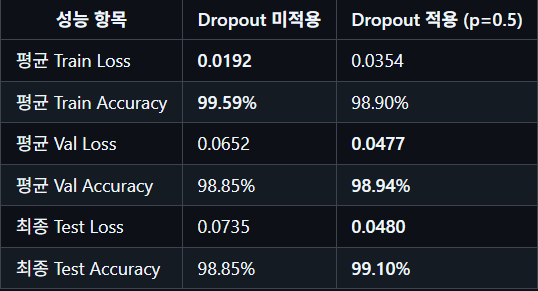 성능 항목 Dropout 미적용 Dropout 적용 (p=0.5)
평균 Train Loss 0.0192 0.0354
평균 Train Accuracy 99.59% 98.90%
평균 Val Loss 0.0652 0.0477
평균 Val Accuracy 98.85% 98.94%
최종 Test Loss 0.0735 0.0480
최종 Test Accuracy 98.85% 99.10%